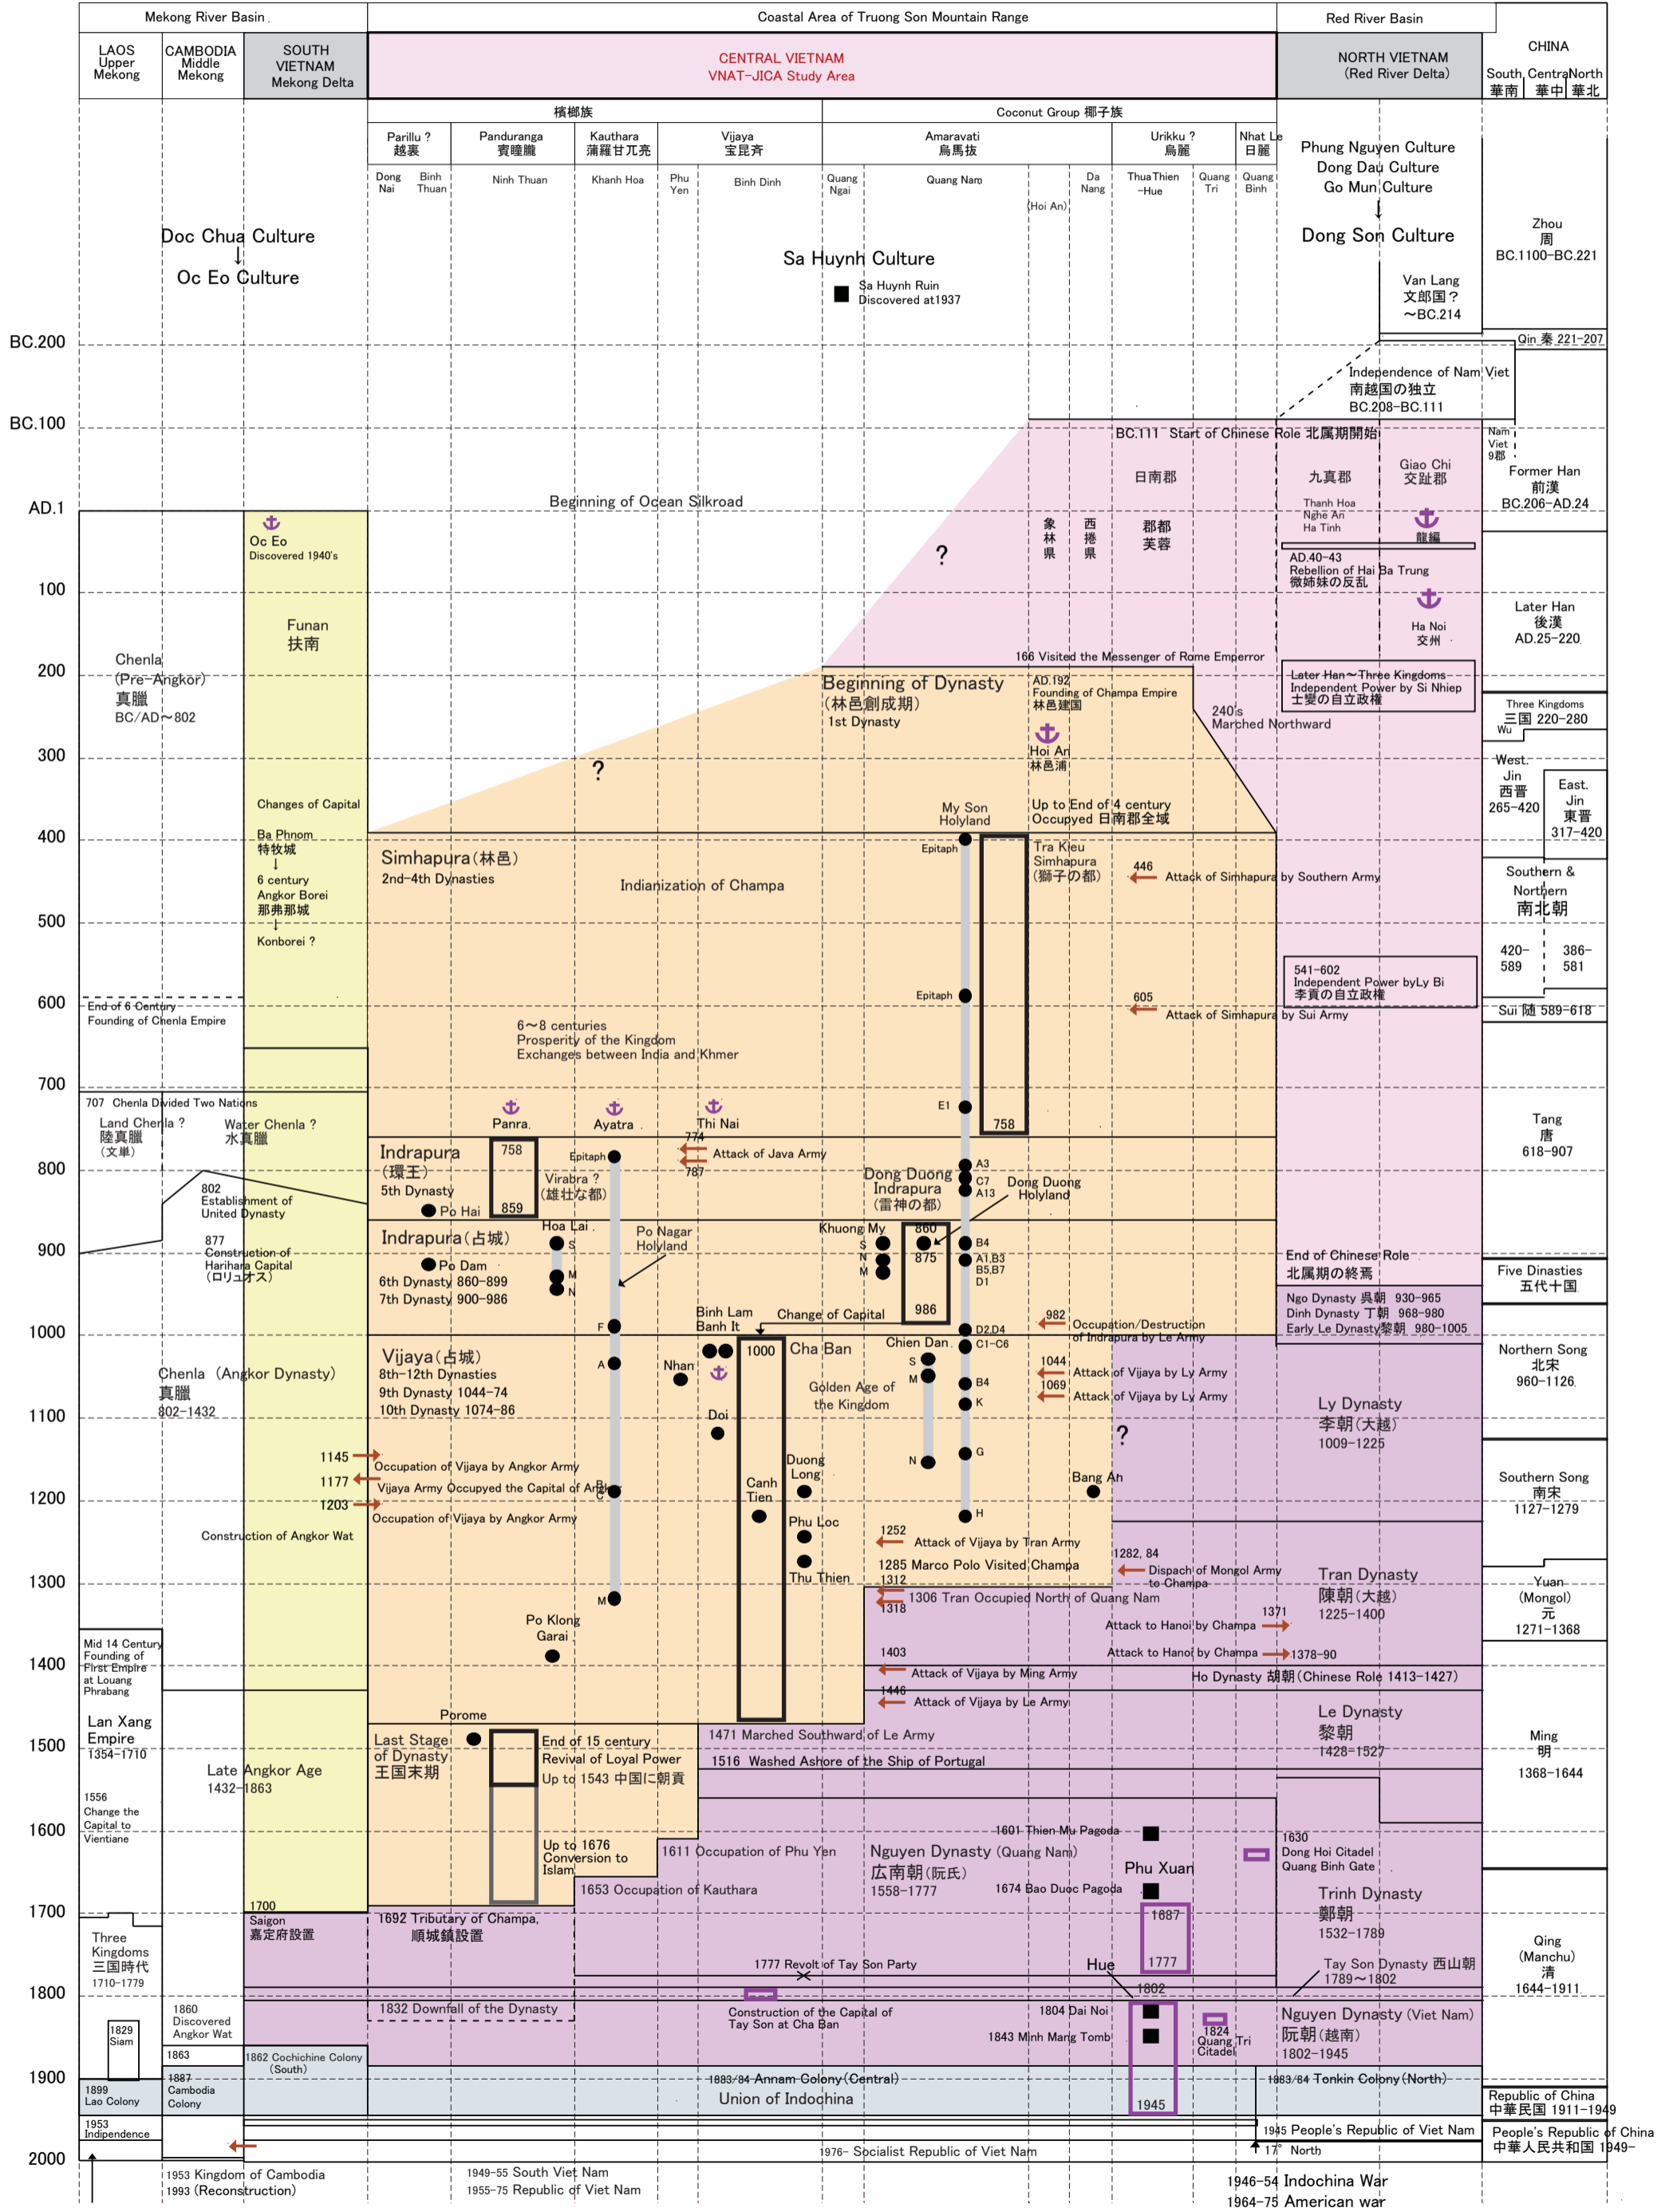 Mekong River Basin
Coastal Area of Truong Son Mountain Range
Red River Basin
LAOS
Upper
Mekong
CAMBODIA
Middle
Mekong
SOUTH
VIETNAM
Mekong Delta
CENTRAL VIETNAM
VNAT-JICA Study Area
NORTH VIETNAM
(Red River Delta)
CHINA
South Central North
華南 華中 華北
檳榔族
Coconut Group 椰子族
Parillu ?
越裏
Panduranga
賓瞳朧
Kauthara
蒲羅甘兀亮
Vijaya
宝昆斉
Amaravati
烏馬抜
Urikku ?
烏麗
Nhat Le
日麗
Dong
Nai
Binh
Thuan
Ninh Thuan
Khanh Hoa
Phu
Yen
Binh Dinh
Quang
Ngai
Quang Nam
(Hoi An)
Da
Nang
Thua Thien
-Hue
Quang
Tri
Quang
Binh
Phung Nguyen Culture
Dong Dau Culture
Go Mun Culture
↓
Dong Son Culture
Doc Chua Culture
↓
Oc Eo Culture
Sa Huynh Culture
Sa Huynh Ruin
Discovered at1937
Van Lang
文郎国？
～BC.214
Zhou
周
BC.1100-BC.221
BC.200
Qin 秦 221-207
Independence of Nam Viet
南越国の独立
BC.208-BC.111
BC.100
BC.111 Start of Chinese Role 北属期開始
Nam
Viet
9郡
日南郡
九真郡
Giao Chi
交趾郡
Former Han
前漢
BC.206-AD.24
Beginning of Ocean Silkroad
AD.1
Thanh Hoa
Nghe An
Ha Tinh
龍編
象林県
西捲県
郡都
芙蓉
Oc Eo
Discovered 1940's
?
AD.40-43
Rebellion of Hai Ba Trung
微姉妹の反乱
100
Ha Noi
交州
Later Han
後漢
AD.25-220
Funan
扶南
Chenla
(Pre-Angkor)
真臘
BC/AD～802
166 Visited the Messenger of Rome Emperror
200
Beginning of Dynasty
(林邑創成期)
1st Dynasty
AD.192
Founding of Champa Empire
林邑建国
Later Han～Three Kingdoms
Independent Power by Si Nhiep
士燮の自立政権
240's
Marched Northward
Three Kingdoms
三国 220-280
Wu
Hoi An
林邑浦
300
?
West.
Jin
西晋
265-420
East.
Jin
東晋
317-420
Changes of Capital
Ba Phnom
特牧城
↓
6 century
Angkor Borei
那弗那城
↓
Konborei ?
My Son
Holyland
Up to End of 4 century
Occupyed 日南郡全域
400
Epitaph
Simhapura(林邑)
2nd-4th Dynasties
Indianization of Champa
Tra Kieu
Simhapura
(獅子の都)
446
Attack of Simhapura by Southern Army
Southern &
Northern
南北朝
500
420-
589
386-
581
541-602
Independent Power byLy Bi
李賁の自立政権
Epitaph
600
End of 6 Century
Founding of Chenla Empire
605
Attack of Simhapura by Sui Army
Sui 随 589-618
6～8 centuries
Prosperity of the Kingdom
Exchanges between India and Khmer
700
707 Chenla Divided Two Nations
Land Chenla ?
陸真臘
(文単)
Water Chenla ?
水真臘
E1
758
Panra
Ayatra
Thi Nai
Tang
唐
618-907
Indrapura
(環王)
5th Dynasty
758
859
Epitaph
774
787
Attack of Java Army
Virabra ?
(雄壮な都)
800
A3
C7
A13
Dong Duong
Indrapura
(雷神の都)
Dong Duong
Holyland
802
Establishment of
United Dynasty
Po Hai
877
Construction of
Harihara Capital
(ロリュオス)
Hoa Lai
S
M
N
Po Nagar
Holyland
Khuong My
S
N
M
860
875
986
B4
A1,B3
B5,B7
D1
900
Indrapura(占城)
Po Dam
6th Dynasty 860-899
7th Dynasty 900-986
End of Chinese Role
北属期の終焉
Five Dinasties
五代十国
Ngo Dynasty 呉朝 930-965
Dinh Dynasty 丁朝 968-980
Early Le Dynasty黎朝 980-1005
Binh Lam
Banh It
Change of Capital
F
D2,D4
C1-C6
982
Occupation/Destruction
of Indrapura by Le Army
1000
Vijaya(占城)
8th-12th Dynasties
9th Dynasty 1044-74
10th Dynasty 1074-86
A
Nhan
1000
Cha Ban
Chien Dan
S
M
N
Golden Age of
the Kingdom
B4
K
1044
Attack of Vijaya by Ly Army
1069
Attack of Vijaya by Ly Army
Northern Song
北宋
960-1126
Chenla (Angkor Dynasty)
真臘
802-1432
Ly Dynasty
李朝(大越)
1009-1225
1100
Doi
?
G
1145
Occupation of Vijaya by Angkor Army
1177
Vijaya Army Occupyed the Capital of Angkor
1203
Occupation of Vijaya by Angkor Army
B
C
Duong
Long
Canh
Tien
Bang Ah
H
Southern Song
南宋
1127-1279
1200
Construction of Angkor Wat
Phu Loc
Thu Thien
1252
Attack of Vijaya by Tran Army
1285 Marco Polo Visited Champa
1282, 84
Dispach of Mongol Army
to Champa
1300
M
1312
1306 Tran Occupied North of Quang Nam
1318
Tran Dynasty
陳朝(大越)
1225-1400
Yuan
(Mongol)
元
1271-1368
Po Klong
Garai
1371
Attack to Hanoi by Champa
Attack to Hanoi by Champa
1378-90
Mid 14 Century
Founding of
First Empire
at Louang
Phrabang
1400
1403
Attack of Vijaya by Ming Army
Ho Dynasty 胡朝(Chinese Role 1413-1427)
1446
Attack of Vijaya by Le Army
Lan Xang
Empire
1354-1710
Porome
Le Dynasty
黎朝
1428-1527
Ming
明
1368-1644
Last Stage
of Dynasty
王国末期
End of 15 century
Revival of Loyal Power
Up to 1543 中国に朝貢
1471 Marched Southward of Le Army
1500
1516 Washed Ashore of the Ship of Portugal
Late Angkor Age
1432-1863
1556
Change the
Capital to
Vientiane
1600
Up to 1676
Conversion to
Islam
1611 Occupation of Phu Yen
1653 Occupation of Kauthara
Nguyen Dynasty (Quang Nam)
広南朝(阮氏)
1558-1777
1601 Thien Mu Pagoda
Phu Xuan
1674 Bao Duoc Pagoda
1630
Dong Hoi Citadel
Quang Binh Gate
Trinh Dynasty
鄭朝
1532-1789
1700
1700
Saigon
嘉定府設置
1692 Tributary of Champa,
順城鎮設置
1687
1777
Three
Kingdoms
三国時代
1710-1779
1777 Revolt of Tay Son Party
Hue
Tay Son Dynasty 西山朝
1789～1802
Qing
(Manchu)
清
1644-1911
1800
1802
1832 Downfall of the Dynasty
Construction of the Capital of
Tay Son at Cha Ban
1804 Dai Noi
1843 Minh Mang Tomb
1824
Quang Tri
Citadel
Nguyen Dynasty (Viet Nam)
阮朝(越南)
1802-1945
1860
Discovered
Angkor Wat
1829
Siam
1863
1862 Cochichine Colony
(South)
1900
1887
Cambodia
Colony
1899
Lao Colony
1883/84 Annam Colony(Central)
1883/84 Tonkin Colony(North)
Union of Indochina
1945
Republic of China
中華民国 1911-1949
1953
Indipendence
1945 People's Republic of Viet Nam
People's Republic of China
中華人民共和国 1949-
1976- Socialist Republic of Viet Nam
17° North
2000
1953 Kingdom of Cambodia
1993 (Reconstruction)
1949-55 South Viet Nam
1955-75 Republic of Viet Nam
1946-54 Indochina War
1964-75 American war